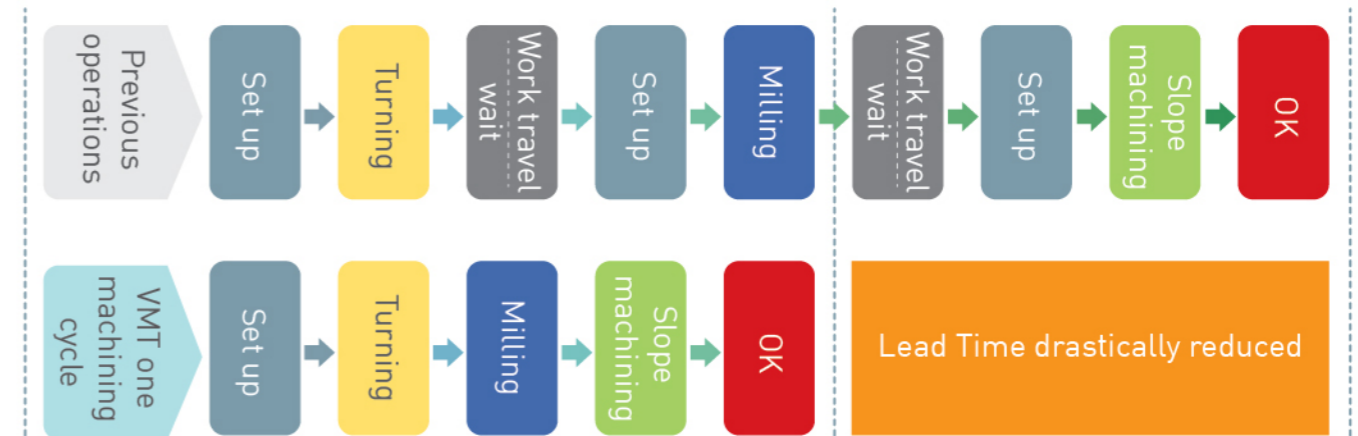 Previous
operations
Set up
Turning
Work travel
wait
Set up
Milling
Work travel
wait
Set up
Slope
machining
OK
VMT one
machining
cycle
Set up
Turning
Milling
Slope
machining
OK
Lead Time drastically reduced